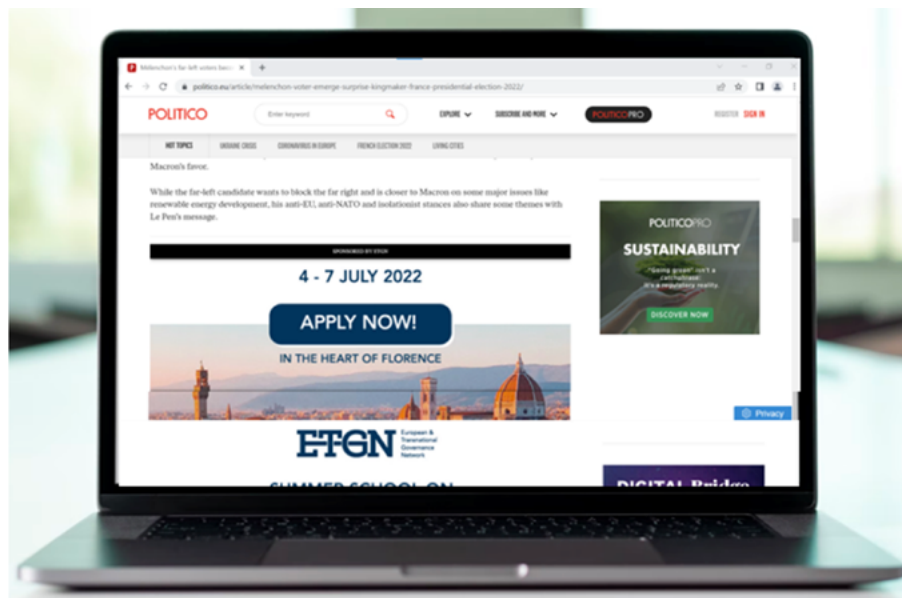 Melenchon's far-left voters beco
politico.eu/article/melenchon-voter-emerge-surprise-kingmaker-france-presidential-election-2022/
POLITICO
Enter keyword
EXPLORE
SUBSCRIBE AND MORE
POLITICOPRO
REGISTER SIGN IN
HOT TOPICS UKRAINE CRISIS CORONAVIRUS IN EUROPE FRENCH ELECTION 2022 LIVING CITIES
Macron's favor.
While the far-left candidate wants to block the far right and is closer to Macron on some major issues like
renewable energy development, his anti-EU, anti-NATO and isolationist stances also share some themes with
Le Pen's message.
SPONSORED BY ETGN
4 - 7 JULY 2022
APPLY NOW!
IN THE HEART OF FLORENCE
ETGN
European &
Transnational
Governance
Network
SUMMER SCHOOL ON
POLITICOPRO
SUSTAINABILITY
"Going green" isn't a
catchphrase:
it's a regulatory reality.
DISCOVER NOW
Privacy
DIGITAL Bridge